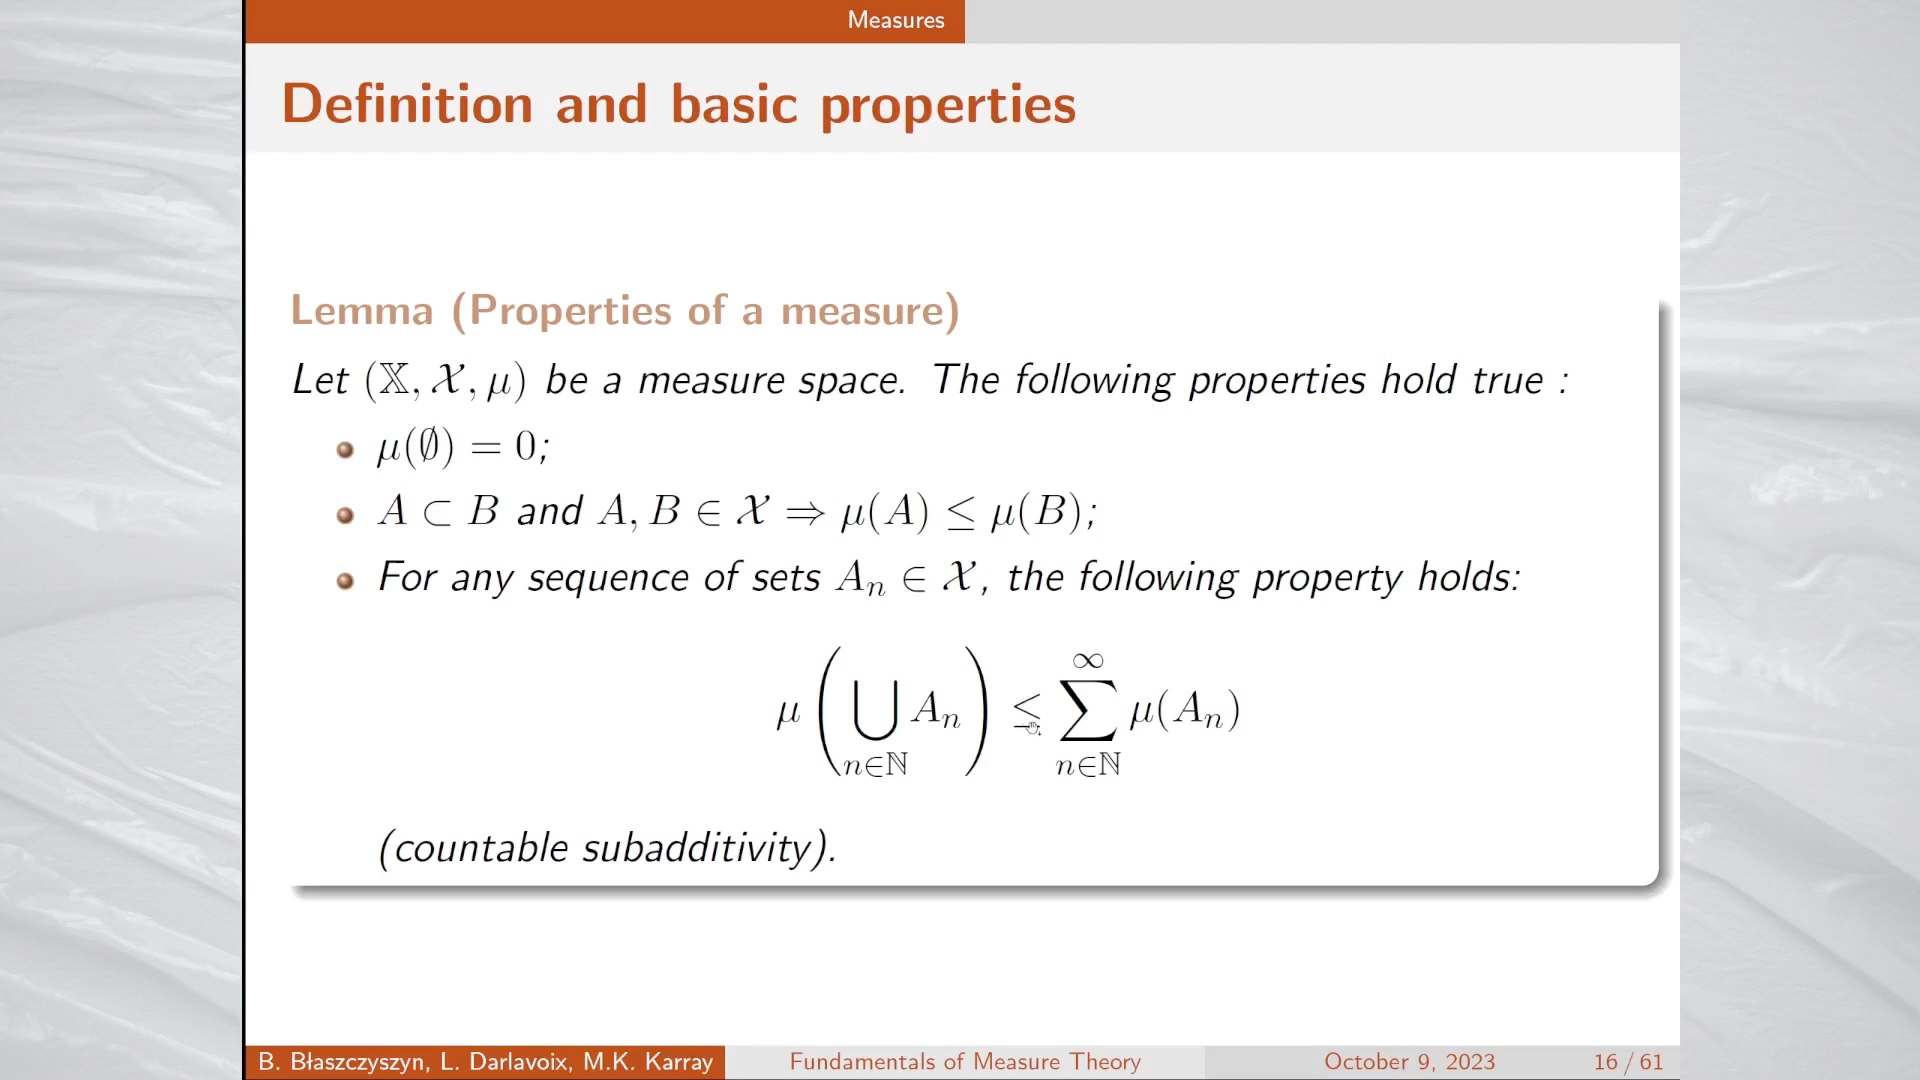 Measures
Definition and basic properties
Lemma (Properties of a measure)
Let (𝕏, 𝒳, μ) be a measure space. The following properties hold true :
μ(∅) = 0;
A ⊂ B and A, B ∈ 𝒳 ⇒ μ(A) ≤ μ(B);
For any sequence of sets Aₙ ∈ 𝒳, the following property holds:
μ(⋃_{n∈ℕ} Aₙ) ≤ ∑_{n∈ℕ}^{∞} μ(Aₙ)
(countable subadditivity).
B. Błaszczyszyn, L. Darlavoix, M.K. Karray Fundamentals of Measure Theory October 9, 2023 16 / 61